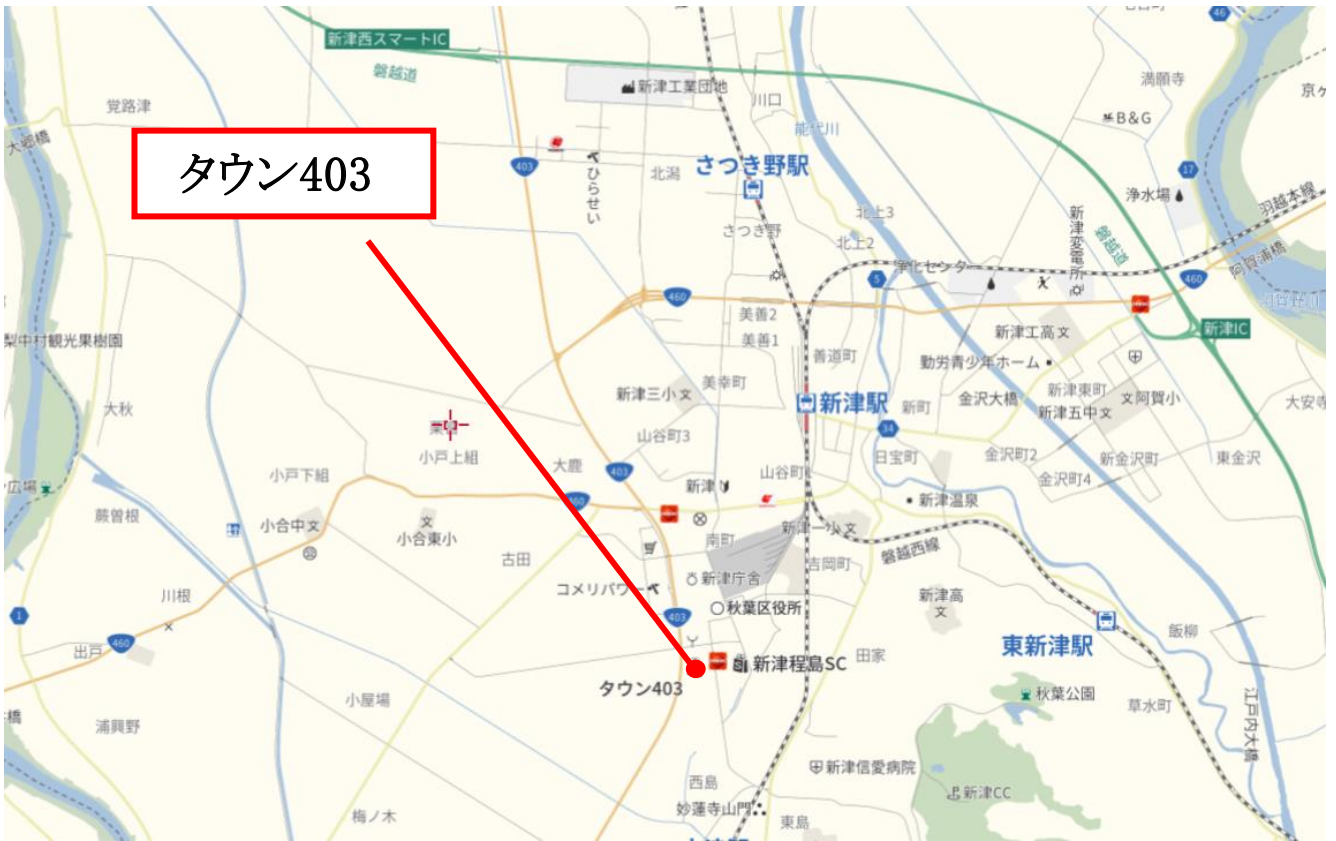 新津西スマートIC
46
磐越道
満願寺
新津工業団地
川口
覚路津
B&G
能代川
大郷橋
タウン403
403
ひらせい
北潟
さつき野駅
17
浄水場
羽越本線
北上3
新津変電所
さつき野
北上2
磐越道
阿賀浦橋
浄化センター
5
460
460
美善2
新津工高
新津IC
梨中村観光果樹園
美善1
善道町
勤労青少年ホーム
新津三小
美幸町
新津駅
新町
金沢大橋
新津東町
阿賀小
大安寺
大秋
新津五中
34
山谷町3
小戸上組
大鹿
403
日宝町
金沢町2
新金沢町
東金沢
小戸下組
山谷町
金沢町4
広場
新津
460
新津温泉
蕨曽根
小合中
小合東小
南町
新津一小
磐越西線
古田
吉岡町
新津庁舎
コメリパワー
川根
新津高
秋葉区役所
1
403
460
出戸
東新津駅
飯柳
田家
新津程島SC
タウン403
小屋場
秋葉公園
草水町
江戸内大橋
橋
浦興野
新津信愛病院
西島
新津CC
妙蓮寺山門
梅ノ木
東島